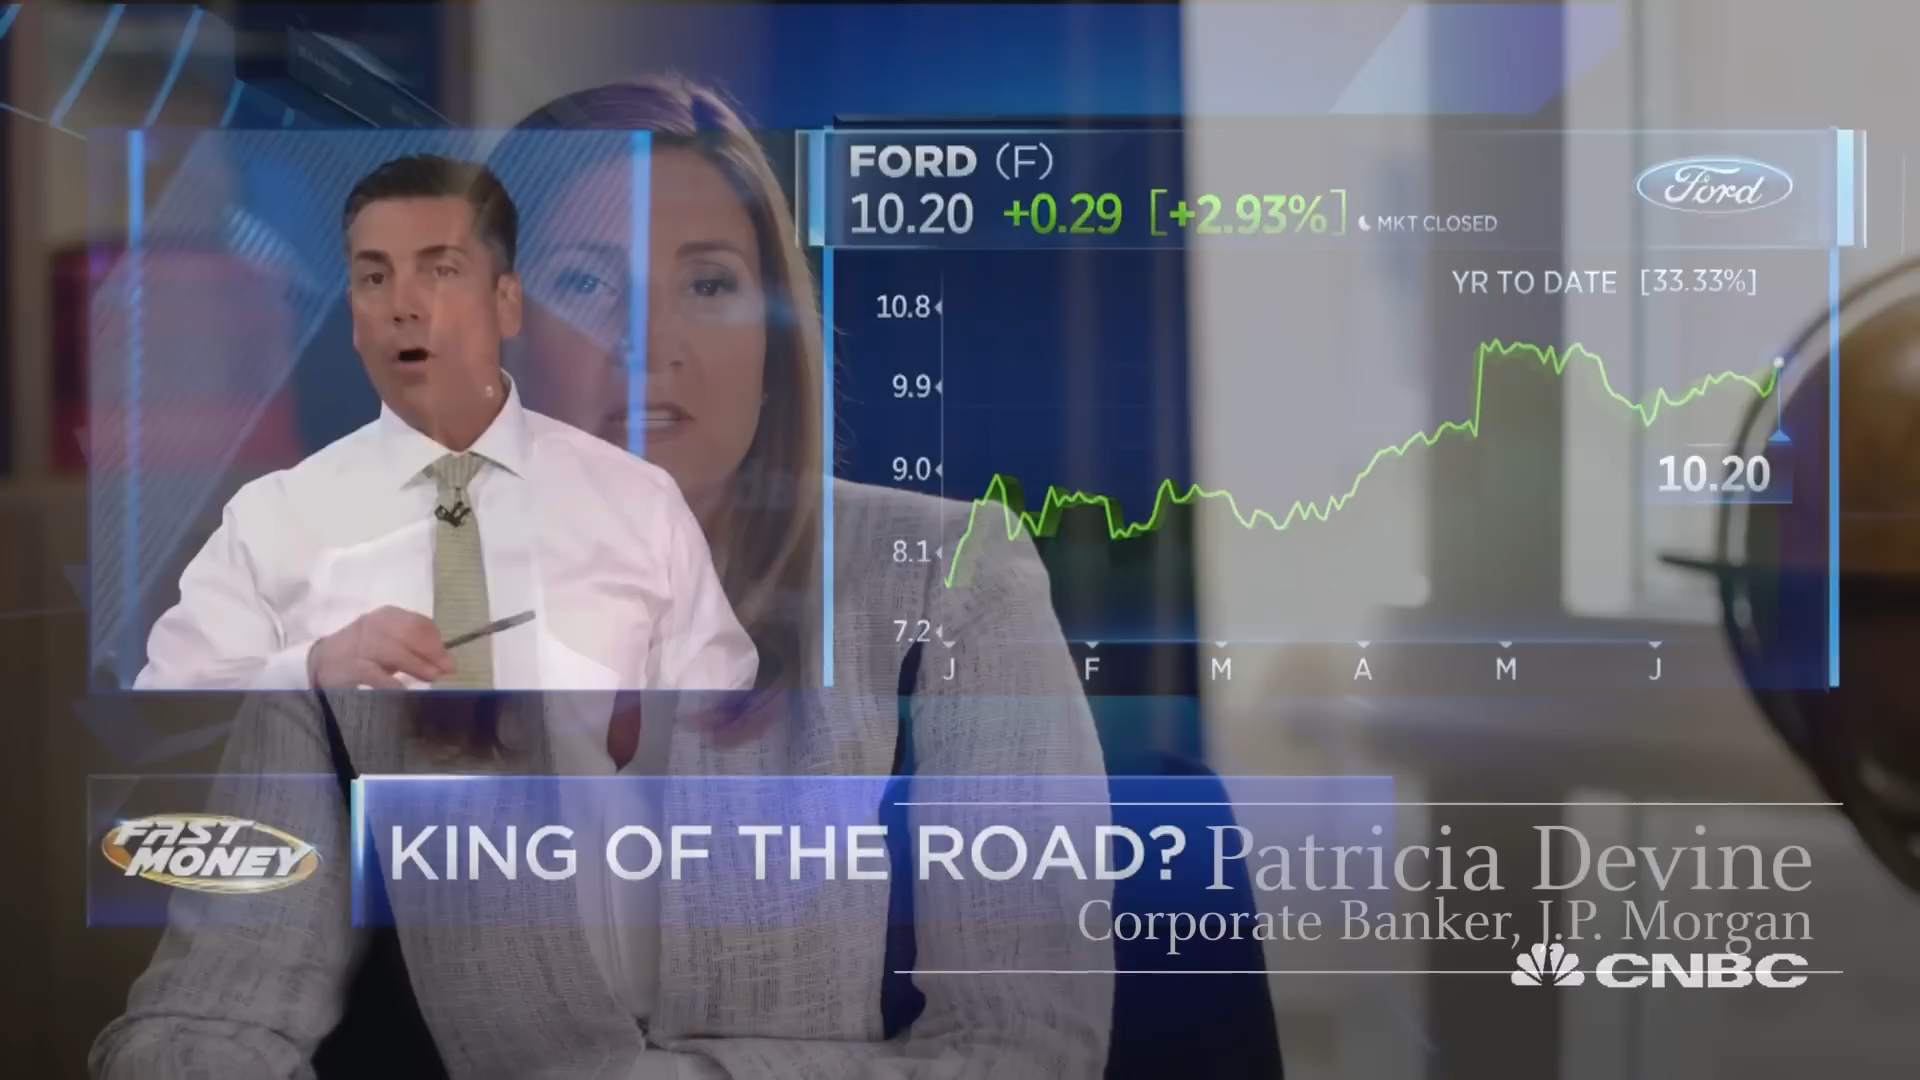 FORD (F)
10.20 +0.29 [+2.93%] MKT CLOSED
Ford
YR TO DATE [33.33%]
10.8
9.9
9.0
8.1
7.2
10.20
J F M A M J
FAST
MONEY
KING OF THE ROAD?
Patricia Devine
Corporate Banker, J.P. Morgan
CNBC